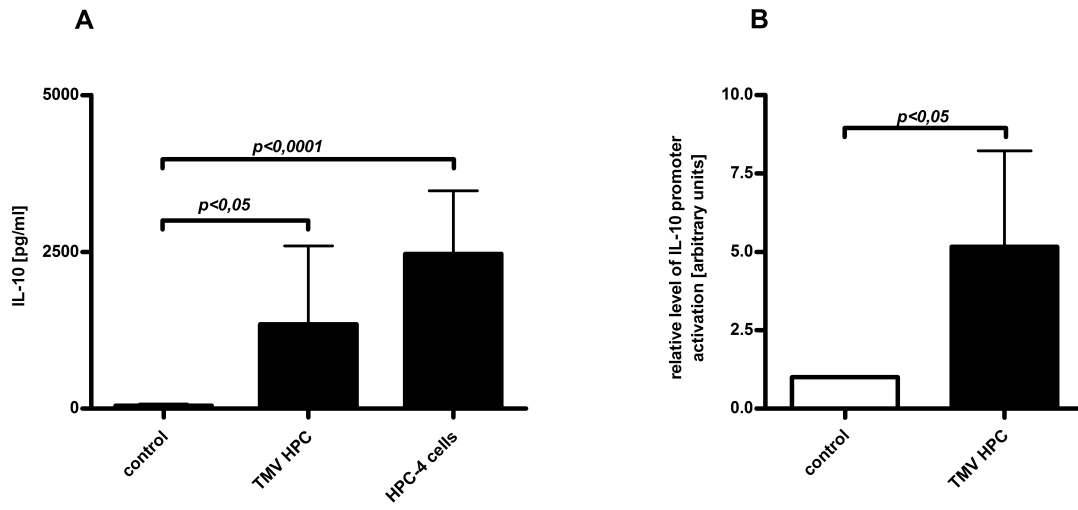 A
IL-10 [pg/ml]
5000
2500
0
p<0,0001
p<0,05
control
TMV HPC
HPC-4 cells
B
relative level of IL-10 promoter
activation [arbitrary units]
10.0
7.5
5.0
2.5
0.0
p<0,05
control
TMV HPC